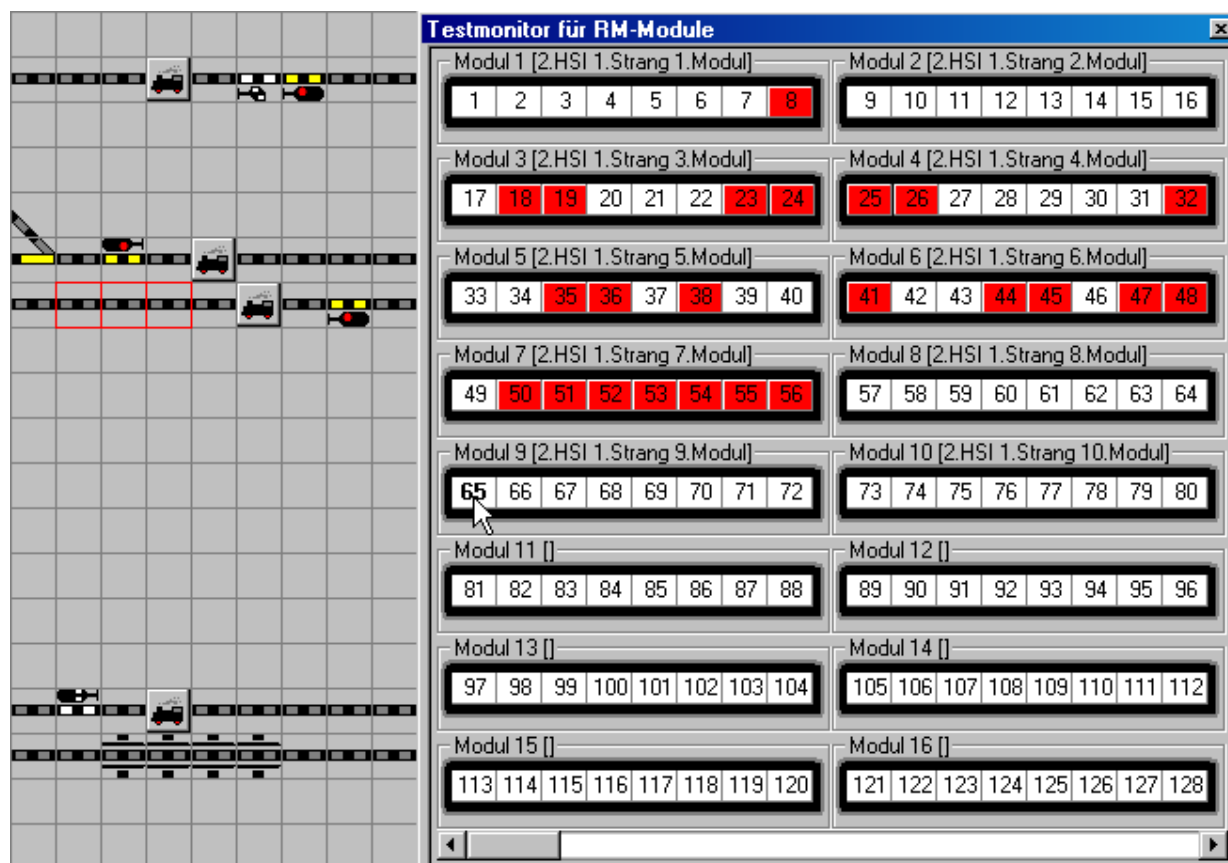 Testmonitor für RM-Module
Modul 1 [2.HSI 1.Strang 1.Modul]
1 2 3 4 5 6 7 8
Modul 2 [2.HSI 1.Strang 2.Modul]
9 10 11 12 13 14 15 16
Modul 3 [2.HSI 1.Strang 3.Modul]
17 18 19 20 21 22 23 24
Modul 4 [2.HSI 1.Strang 4.Modul]
25 26 27 28 29 30 31 32
Modul 5 [2.HSI 1.Strang 5.Modul]
33 34 35 36 37 38 39 40
Modul 6 [2.HSI 1.Strang 6.Modul]
41 42 43 44 45 46 47 48
Modul 7 [2.HSI 1.Strang 7.Modul]
49 50 51 52 53 54 55 56
Modul 8 [2.HSI 1.Strang 8.Modul]
57 58 59 60 61 62 63 64
Modul 9 [2.HSI 1.Strang 9.Modul]
65 66 67 68 69 70 71 72
Modul 10 [2.HSI 1.Strang 10.Modul]
73 74 75 76 77 78 79 80
Modul 11 []
81 82 83 84 85 86 87 88
Modul 12 []
89 90 91 92 93 94 95 96
Modul 13 []
97 98 99 100 101 102 103 104
Modul 14 []
105 106 107 108 109 110 111 112
Modul 15 []
113 114 115 116 117 118 119 120
Modul 16 []
121 122 123 124 125 126 127 128